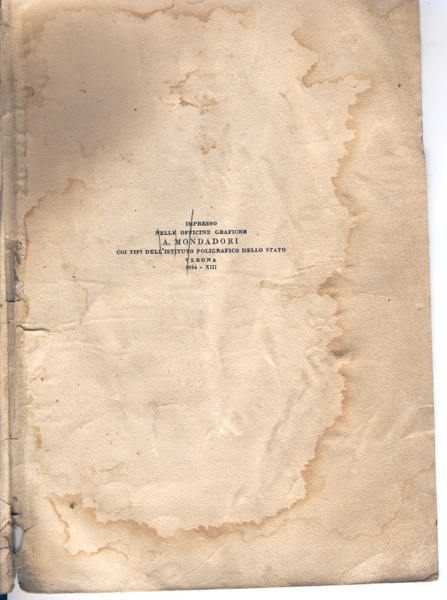 IMPRESSO
NELLE OFFICINE GRAFICHE
A. MONDADORI
COI TIPI DELL'ISTITUTO POLIGRAFICO DELLO STATO
VERONA
1934 - XIII